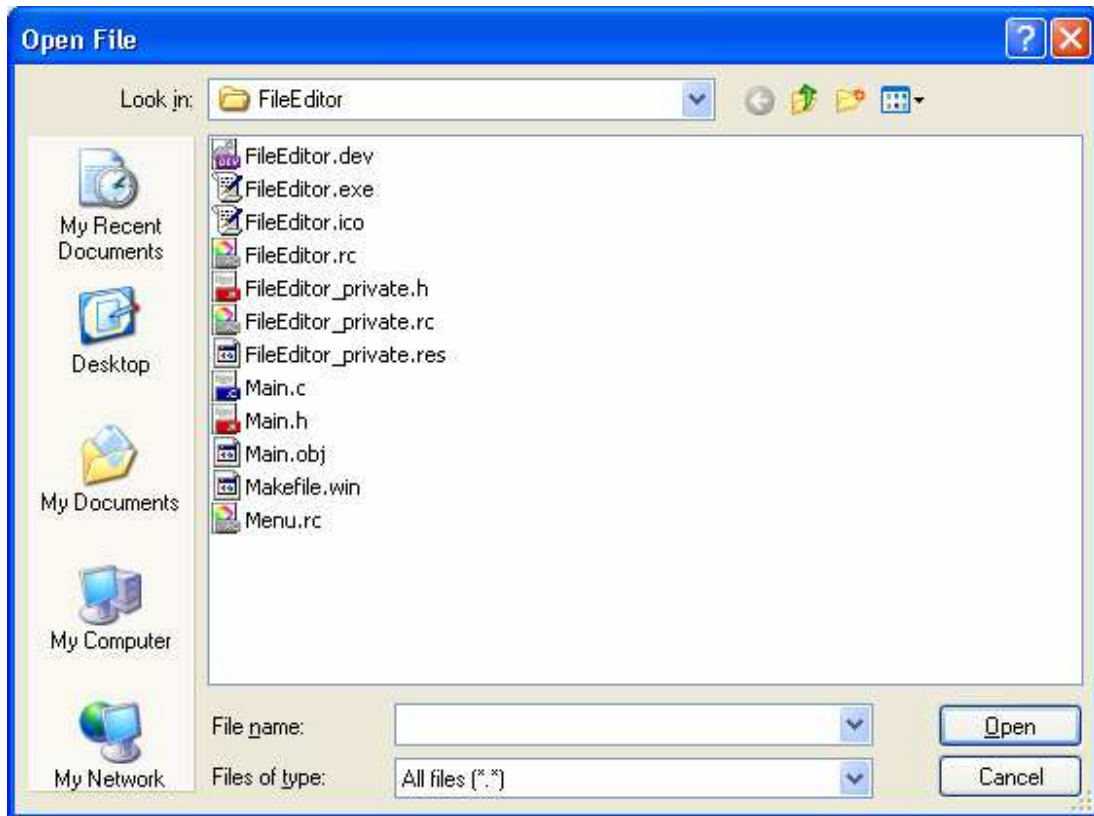 Open File
Look in: FileEditor
My Recent
Documents
Desktop
My Documents
My Computer
My Network
FileEditor.dev
FileEditor.exe
FileEditor.ico
FileEditor.rc
FileEditor_private.h
FileEditor_private.rc
FileEditor_private.res
Main.c
Main.h
Main.obj
Makefile.win
Menu.rc
File name: Open
Files of type: All files (*.*) Cancel